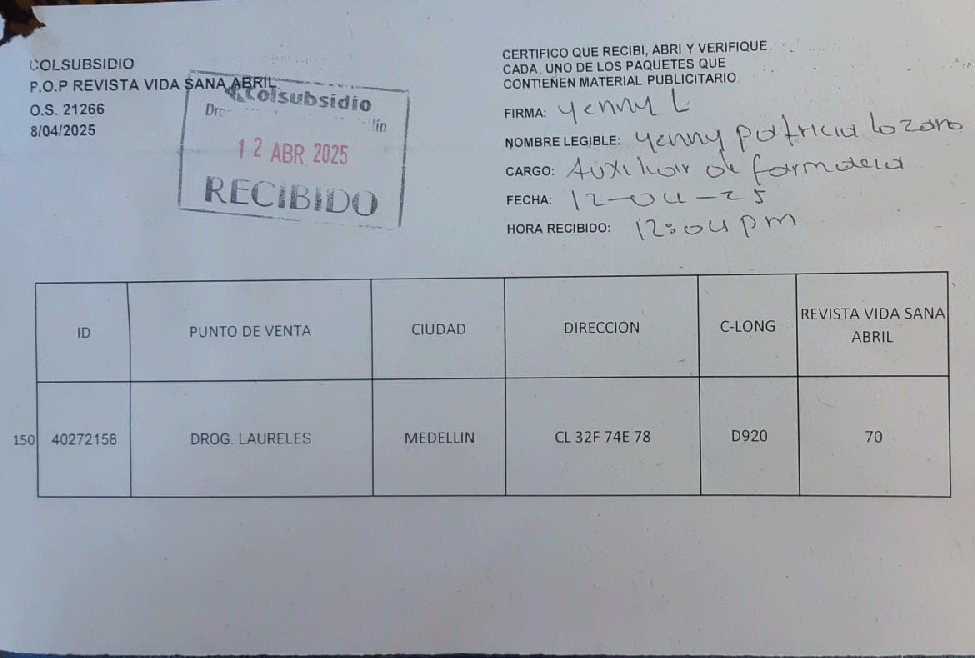 COLSUBSIDIO
P.O.P REVISTA VIDA SANA ABRIL
O.S. 21266
8/04/2025
Colsubsidio
12 ABR 2025
RECIBIDO
CERTIFICO QUE RECIBI, ABRI Y VERIFIQUE
CADA UNO DE LOS PAQUETES QUE
CONTIENEN MATERIAL PUBLICITARIO
FIRMA: Yenny L
NOMBRE LEGIBLE: Yenny patricia lozano
CARGO: Auxiliar de farmacia
FECHA: 12-04-25
HORA RECIBIDO: 12:04 pm
ID PUNTO DE VENTA CIUDAD DIRECCION C-LONG REVISTA VIDA SANA
ABRIL
150 40272158 DROG. LAURELES MEDELLIN CL 32F 74E 78 D920 70